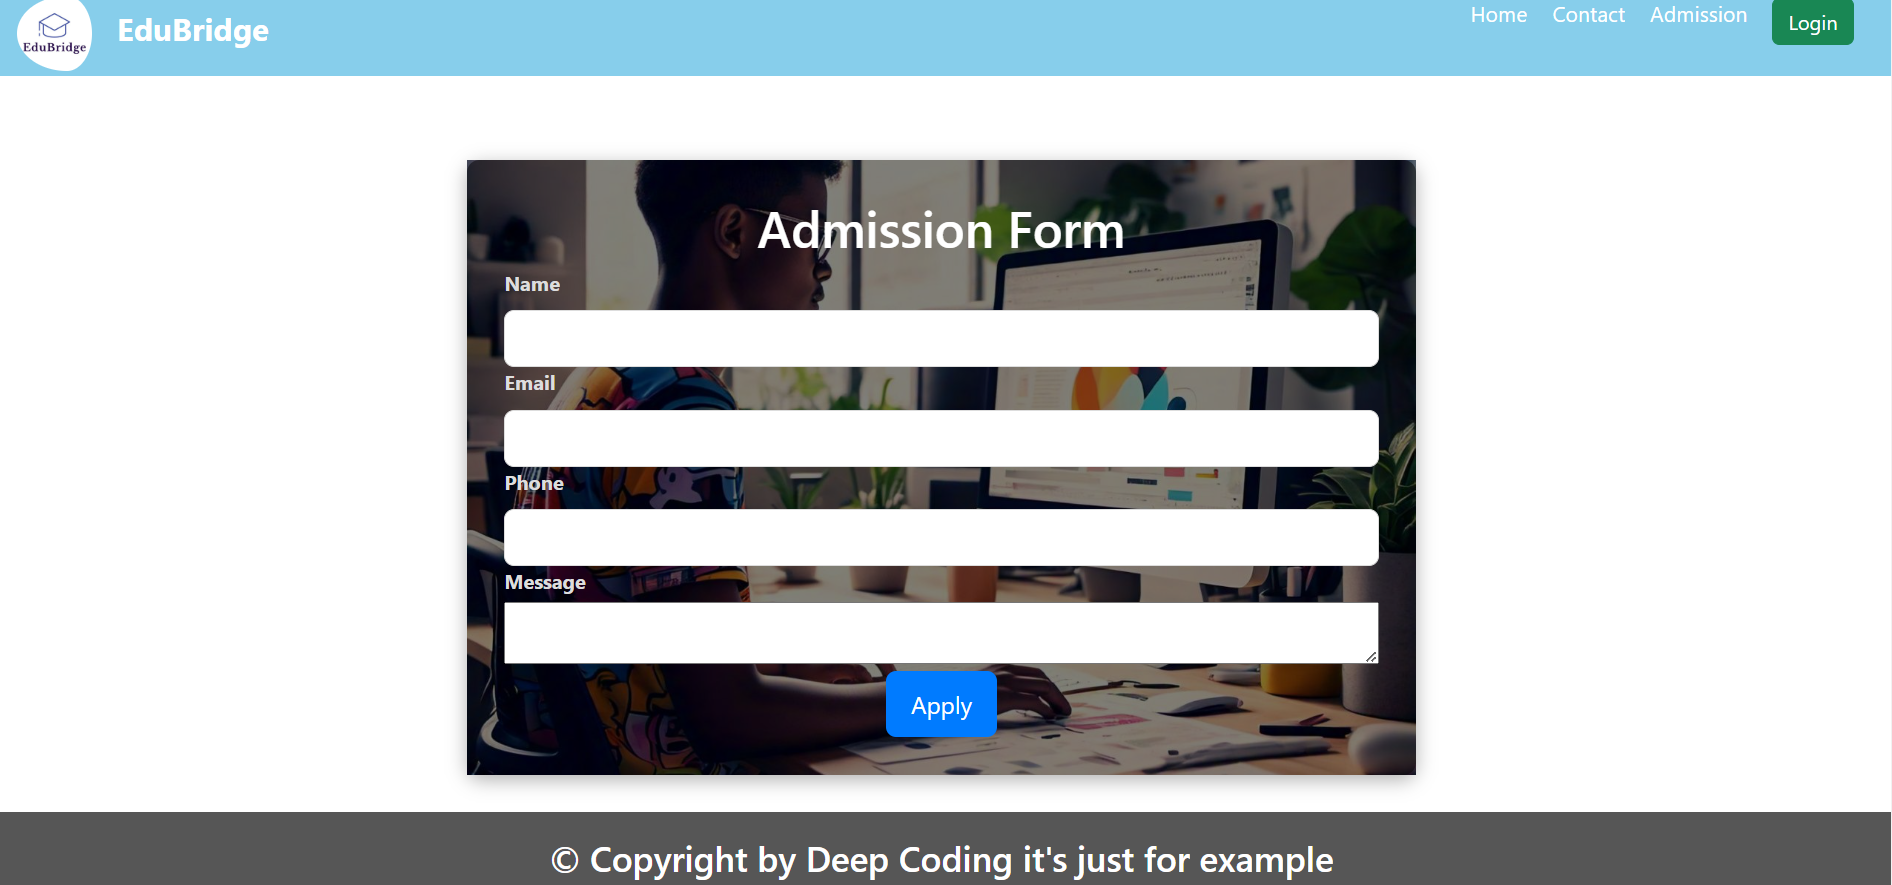 EduBridge
EduBridge
Home Contact Admission Login
Admission Form
Name
Email
Phone
Message
Apply
© Copyright by Deep Coding it's just for example